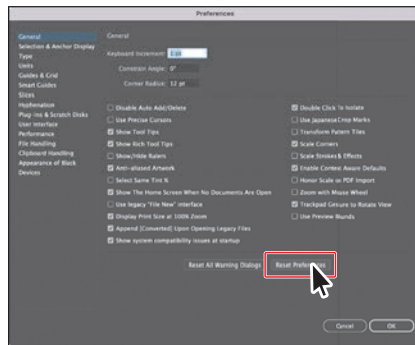 Preferences
General
Selection & Anchor Display
Type
Units
Guides & Grid
Smart Guides
Slices
Hyphenation
Plug-ins & Scratch Disks
User Interface
Performance
File Handling
Clipboard Handling
Appearance of Black
Devices
General
Keyboard Increment:
Constrain Angle: 0°
Corner Radius: 12 pt
Disable Auto Add/Delete
Use Precise Cursors
Show Tool Tips
Show Rich Tool Tips
Show/Hide Rulers
Anti-aliased Artwork
Select Same Tint %
Show The Home Screen When No Documents Are Open
Use legacy "File New" interface
Display Print Size at 100% Zoom
Append [Converted] Upon Opening Legacy Files
Show system compatibility issues at startup
Double Click To Isolate
Use Japanese Crop Marks
Transform Pattern Tiles
Scale Corners
Scale Strokes & Effects
Enable Content Aware Defaults
Honor Scale on PDF Import
Zoom with Mouse Wheel
Trackpad Gesture to Rotate View
Use Preview Bounds
Reset All Warning Dialogs
Reset Preferences
Cancel
OK